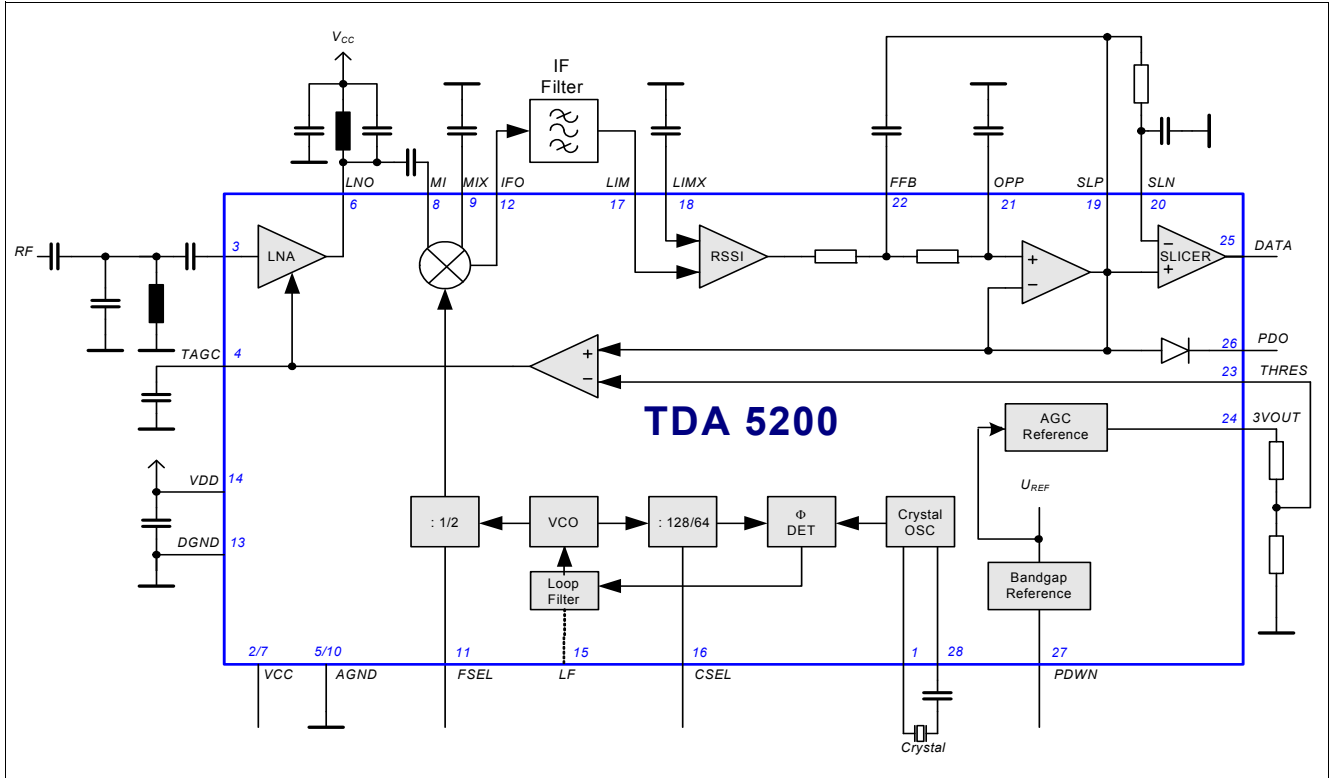 VCC
IF
Filter
LNO
MI
MIX
IFO
LIM
LIMX
FFB
OPP
SLP
SLN
6
8
9
12
17
18
22
21
19
20
RF
3
LNA
RSSI
+
−
−
SLICER
+
25
DATA
TAGC
4
+
−
26
PDO
23
THRES
TDA 5200
AGC
Reference
24
3VOUT
VDD
14
UREF
: 1/2
VCO
: 128/64
Φ
DET
Crystal
OSC
DGND
13
Loop
Filter
Bandgap
Reference
2/7
5/10
11
15
16
1
28
27
VCC
AGND
FSEL
LF
CSEL
PDWN
Crystal